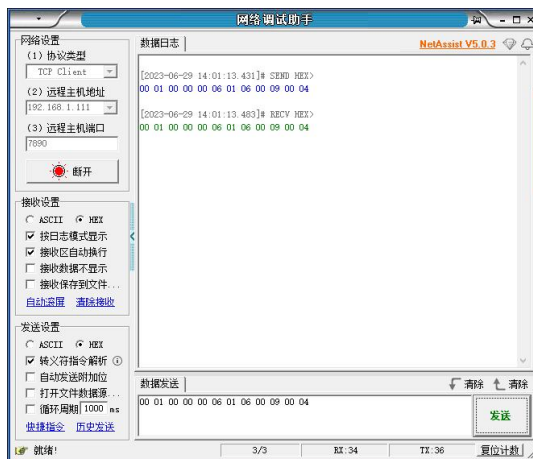 网络调试助手
网络设置
(1) 协议类型
TCP Client
(2) 远程主机地址
192.168.1.111
(3) 远程主机端口
7890
断开
接收设置
ASCII HEX
按日志模式显示
接收区自动换行
接收数据不显示
接收保存到文件...
自动滚屏 清除接收
发送设置
ASCII HEX
转义符指令解析
自动发送附加位
打开文件数据源...
循环周期 1000 ms
快捷指令 历史发送
数据日志
NetAssist V5.0.3
[2023-06-29 14:01:13.431]# SEND HEX>
00 01 00 00 00 06 01 06 00 09 00 04
[2023-06-29 14:01:13.483]# RECV HEX>
00 01 00 00 00 06 01 06 00 09 00 04
数据发送 清除 清除
00 01 00 00 00 06 01 06 00 09 00 04
发送
就绪! 3/3 RX:34 TX:36 复位计数